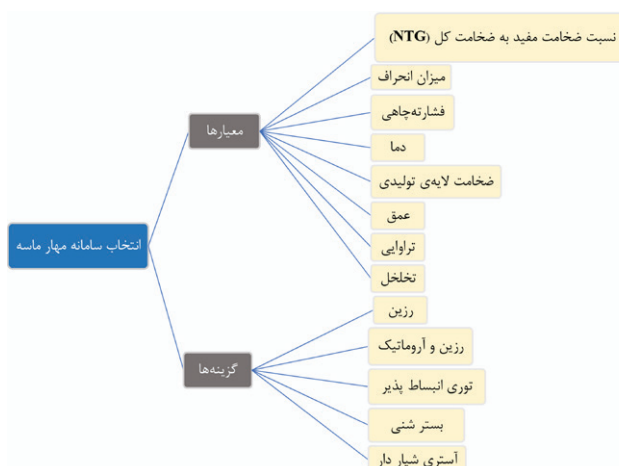 نسبت ضخامت مفید به ضخامت کل (NTG)
میزان انحراف
فشارته‌چاهی
دما
ضخامت لایه‌ی تولیدی
عمق
تراوایی
تخلخل
معیارها
انتخاب سامانه مهار ماسه
گزینه‌ها
رزین
رزین و آروماتیک
توری انبساط پذیر
بستر شنی
آستری شیار دار